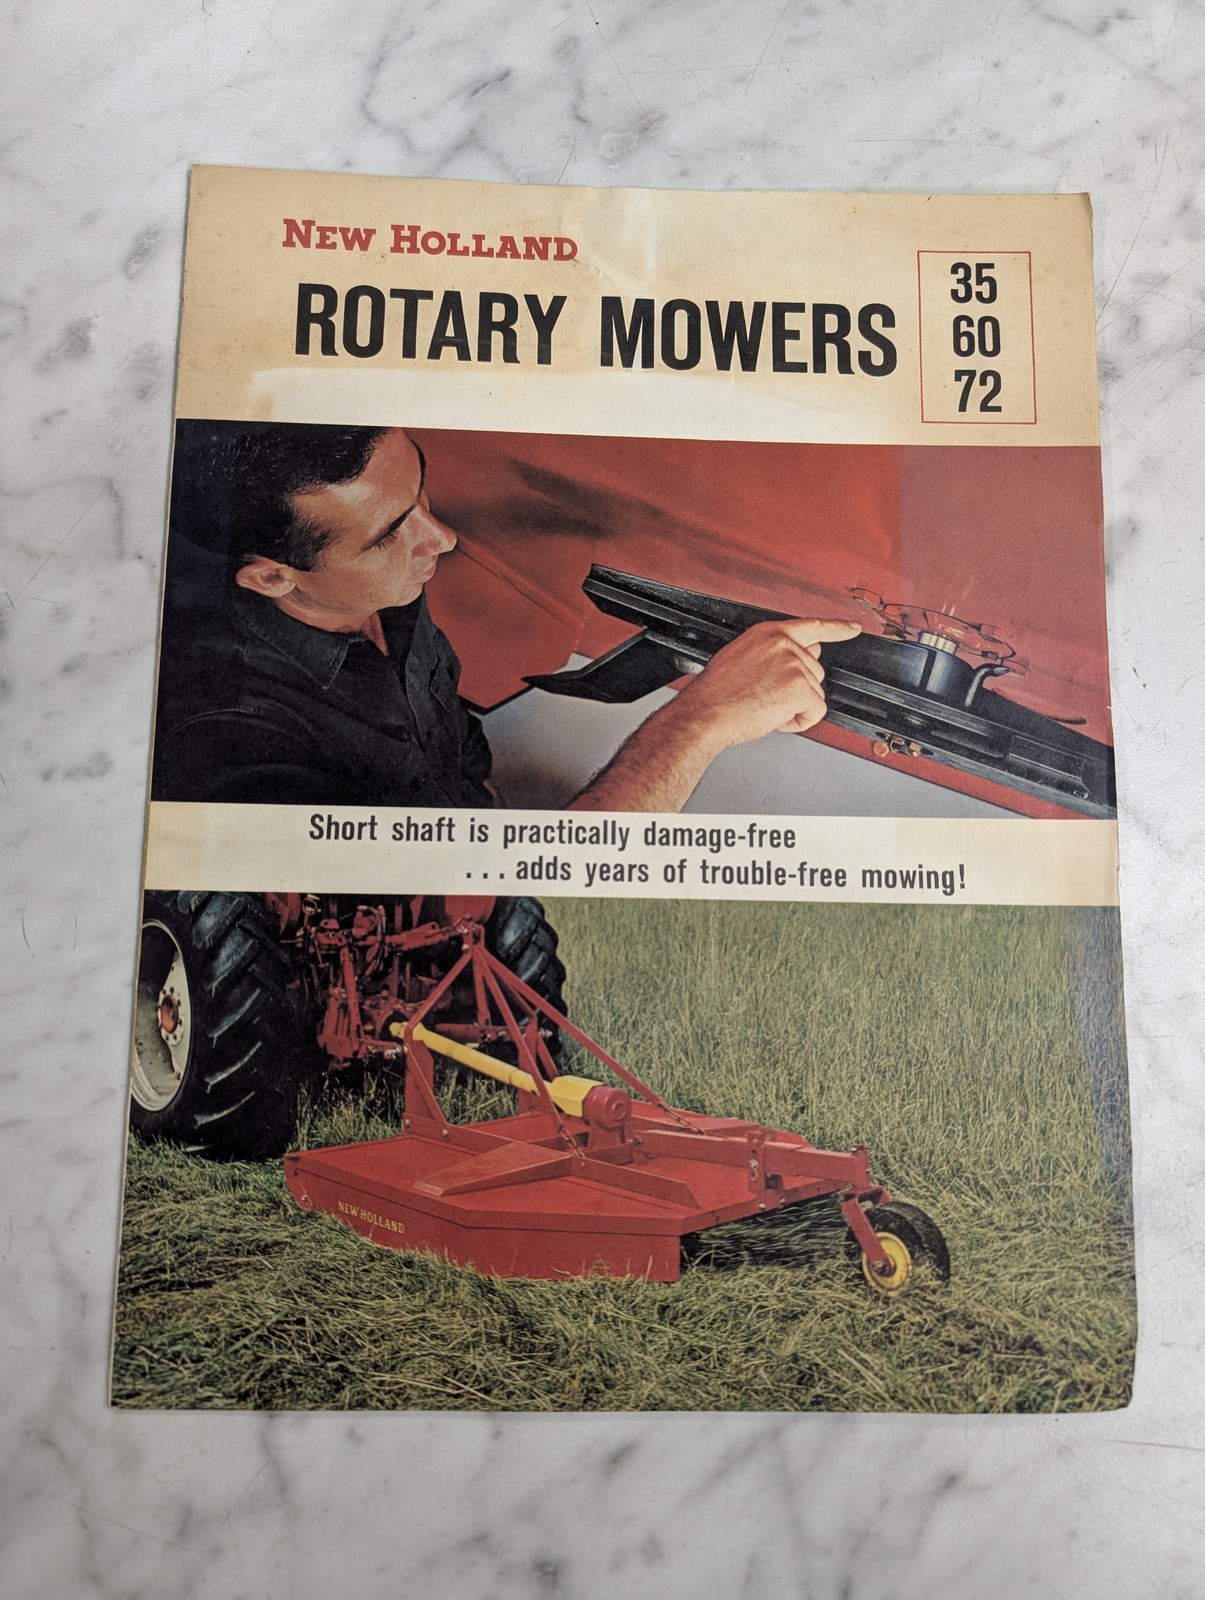 NEW HOLLAND
ROTARY MOWERS
35
60
72
Short shaft is practically damage-free
... adds years of trouble-free mowing!
NEW HOLLAND